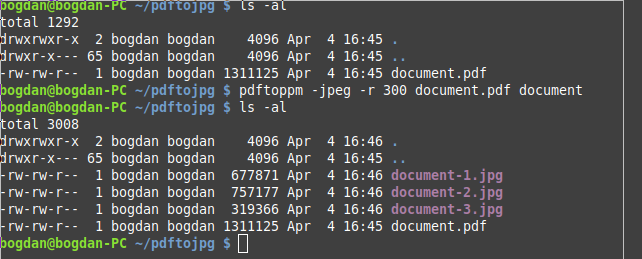 bogdan@bogdan-PC ~/pdftojpg $ ls -al
total 1292
drwxrwxr-x  2 bogdan bogdan    4096 Apr  4 16:45 .
drwxr-x--- 65 bogdan bogdan    4096 Apr  4 16:45 ..
-rw-rw-r--  1 bogdan bogdan 1311125 Apr  4 16:45 document.pdf
bogdan@bogdan-PC ~/pdftojpg $ pdftoppm -jpeg -r 300 document.pdf document
bogdan@bogdan-PC ~/pdftojpg $ ls -al
total 3008
drwxrwxr-x  2 bogdan bogdan    4096 Apr  4 16:46 .
drwxr-x--- 65 bogdan bogdan    4096 Apr  4 16:45 ..
-rw-rw-r--  1 bogdan bogdan  677871 Apr  4 16:46 document-1.jpg
-rw-rw-r--  1 bogdan bogdan  757177 Apr  4 16:46 document-2.jpg
-rw-rw-r--  1 bogdan bogdan  319366 Apr  4 16:46 document-3.jpg
-rw-rw-r--  1 bogdan bogdan 1311125 Apr  4 16:45 document.pdf
bogdan@bogdan-PC ~/pdftojpg $